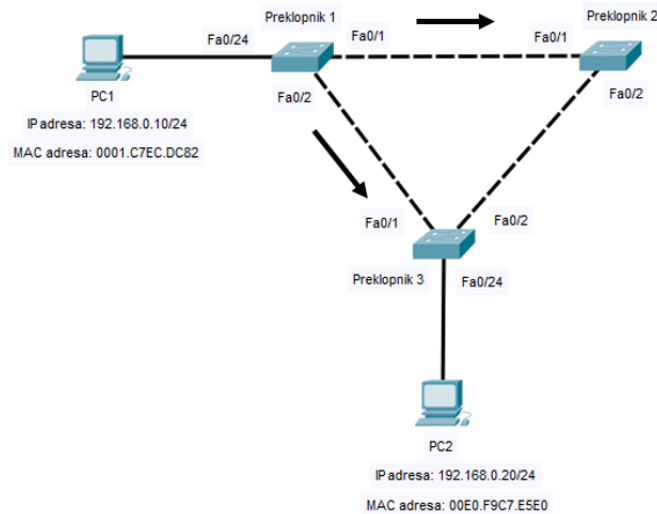 Preklopnik 1
Preklopnik 2
Fa0/24
Fa0/1
Fa0/1
PC1
Fa0/2
Fa0/2
IP adresa: 192.168.0.10/24
MAC adresa: 0001.C7EC.DC82
Fa0/1
Fa0/2
Preklopnik 3
Fa0/24
PC2
IP adresa: 192.168.0.20/24
MAC adresa: 00E0.F9C7.E5E0